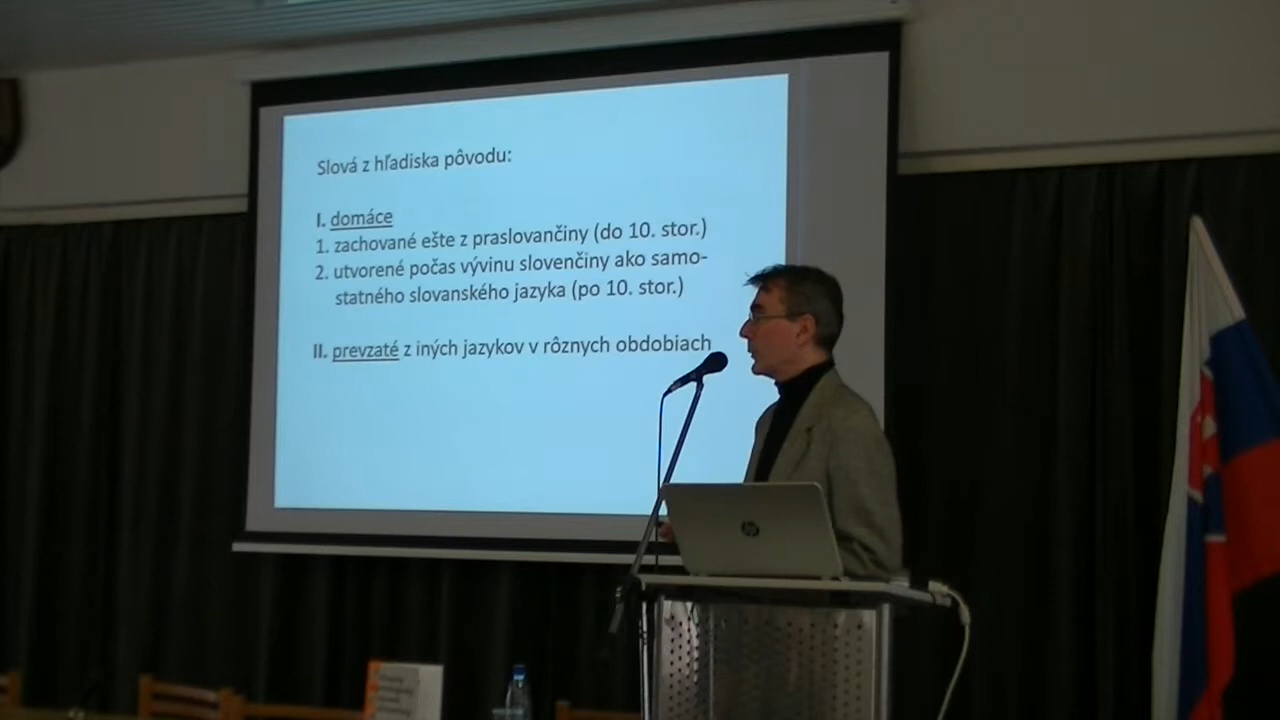 Slová z hľadiska pôvodu:
I. domáce
1. zachované ešte z praslovančiny (do 10. stor.)
2. utvorené počas vývinu slovenčiny ako samo-
statného slovanského jazyka (po 10. stor.)
II. prevzaté z iných jazykov v rôznych obdobiach
hp